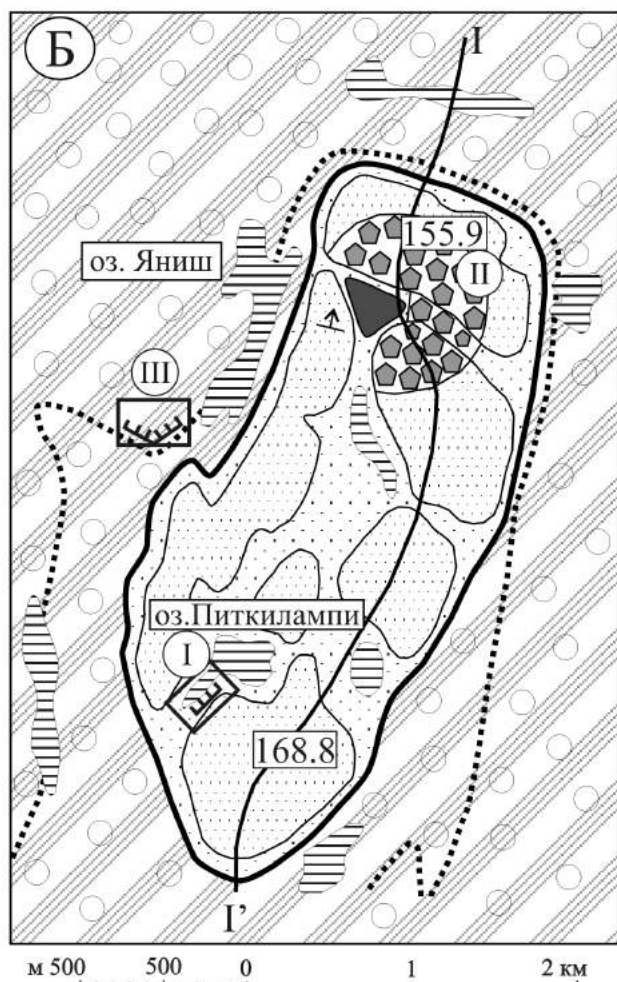 Б
I
155.9
оз. Яниш
II
III
оз.Питкилампи
I
168.8
I’
м 500 500 0 1 2 км